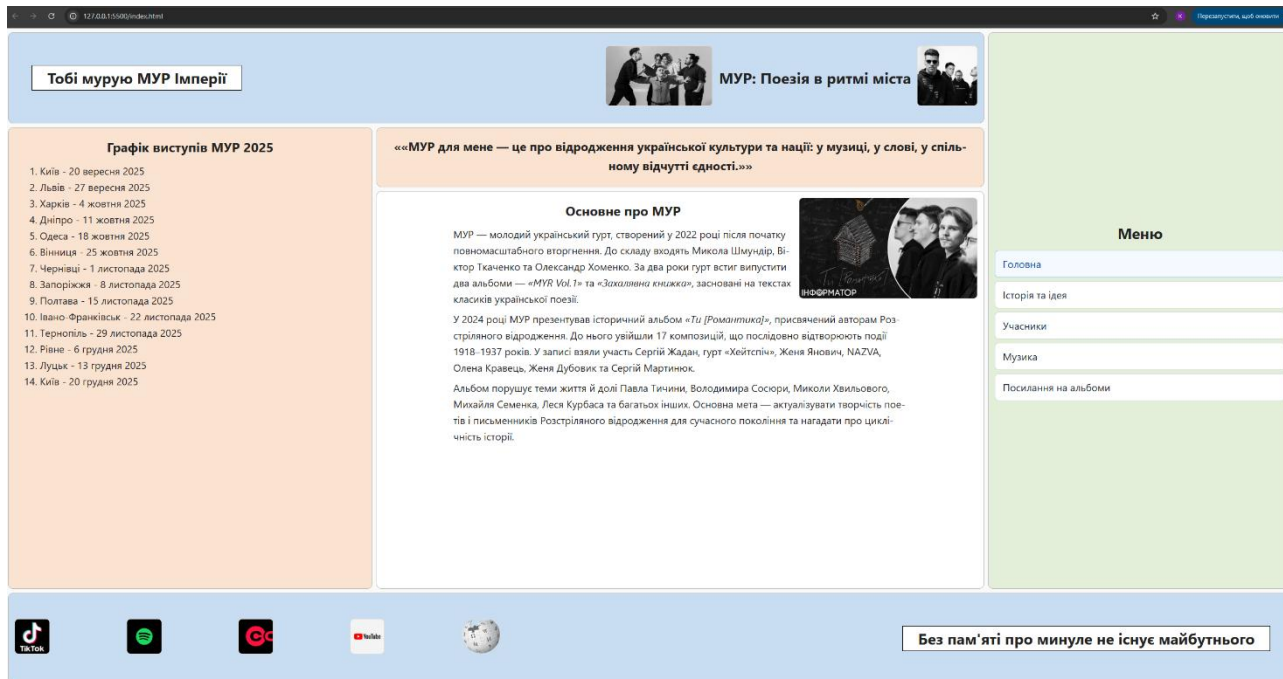 127.0.0.1:5500/index.html
Перезапустити, щоб оновити
Тобі мурую МУР Імперії
МУР: Поезія в ритмі міста
Графік виступів МУР 2025
1. Київ - 20 вересня 2025
2. Львів - 27 вересня 2025
3. Харків - 4 жовтня 2025
4. Дніпро - 11 жовтня 2025
5. Одеса - 18 жовтня 2025
6. Вінниця - 25 жовтня 2025
7. Чернівці - 1 листопада 2025
8. Запоріжжя - 8 листопада 2025
9. Полтава - 15 листопада 2025
10. Івано-Франківськ - 22 листопада 2025
11. Тернопіль - 29 листопада 2025
12. Рівне - 6 грудня 2025
13. Луцьк - 13 грудня 2025
14. Київ - 20 грудня 2025
««МУР для мене — це про відродження української культури та нації: у музиці, у слові, у спіль-
ному відчутті єдності.»»
Основне про МУР
МУР — молодий український гурт, створений у 2022 році після початку
повномасштабного вторгнення. До складу входять Микола Шмундір, Ві-
ктор Ткаченко та Олександр Хоменко. За два роки гурт встиг випустити
два альбоми — «MYR Vol.1» та «Захалявна книжка», засновані на текстах
класиків української поезії.
У 2024 році МУР презентував історичний альбом «Ти [Романтика]», присвячений авторам Роз-
стріляного відродження. До нього увійшли 17 композицій, що послідовно відтворюють події
1918–1937 років. У записі взяли участь Сергій Жадан, гурт «Хейтспіч», Женя Янович, NAZVA,
Олена Кравець, Женя Дубовик та Сергій Мартинюк.
Альбом порушує теми життя й долі Павла Тичини, Володимира Сосюри, Миколи Хвильового,
Михайля Семенка, Леся Курбаса та багатьох інших. Основна мета — актуалізувати творчість пое-
тів і письменників Розстріляного відродження для сучасного покоління та нагадати про циклі-
чність історії.
Ти [Романтика]
ІНФОРМАТОР
Меню
Головна
Історія та ідея
Учасники
Музика
Посилання на альбоми
TikTok
YouTube
Без пам'яті про минуле не існує майбутнього